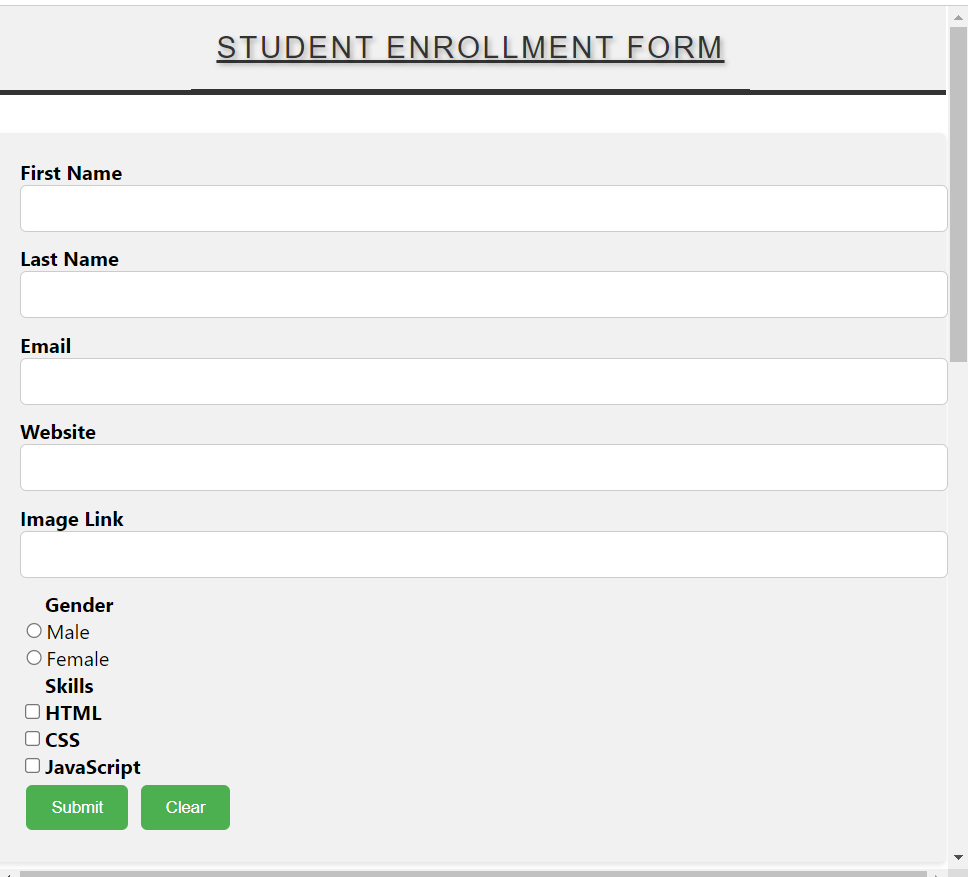 STUDENT ENROLLMENT FORM
First Name
Last Name
Email
Website
Image Link
Gender
Male
Female
Skills
HTML
CSS
JavaScript
Submit Clear